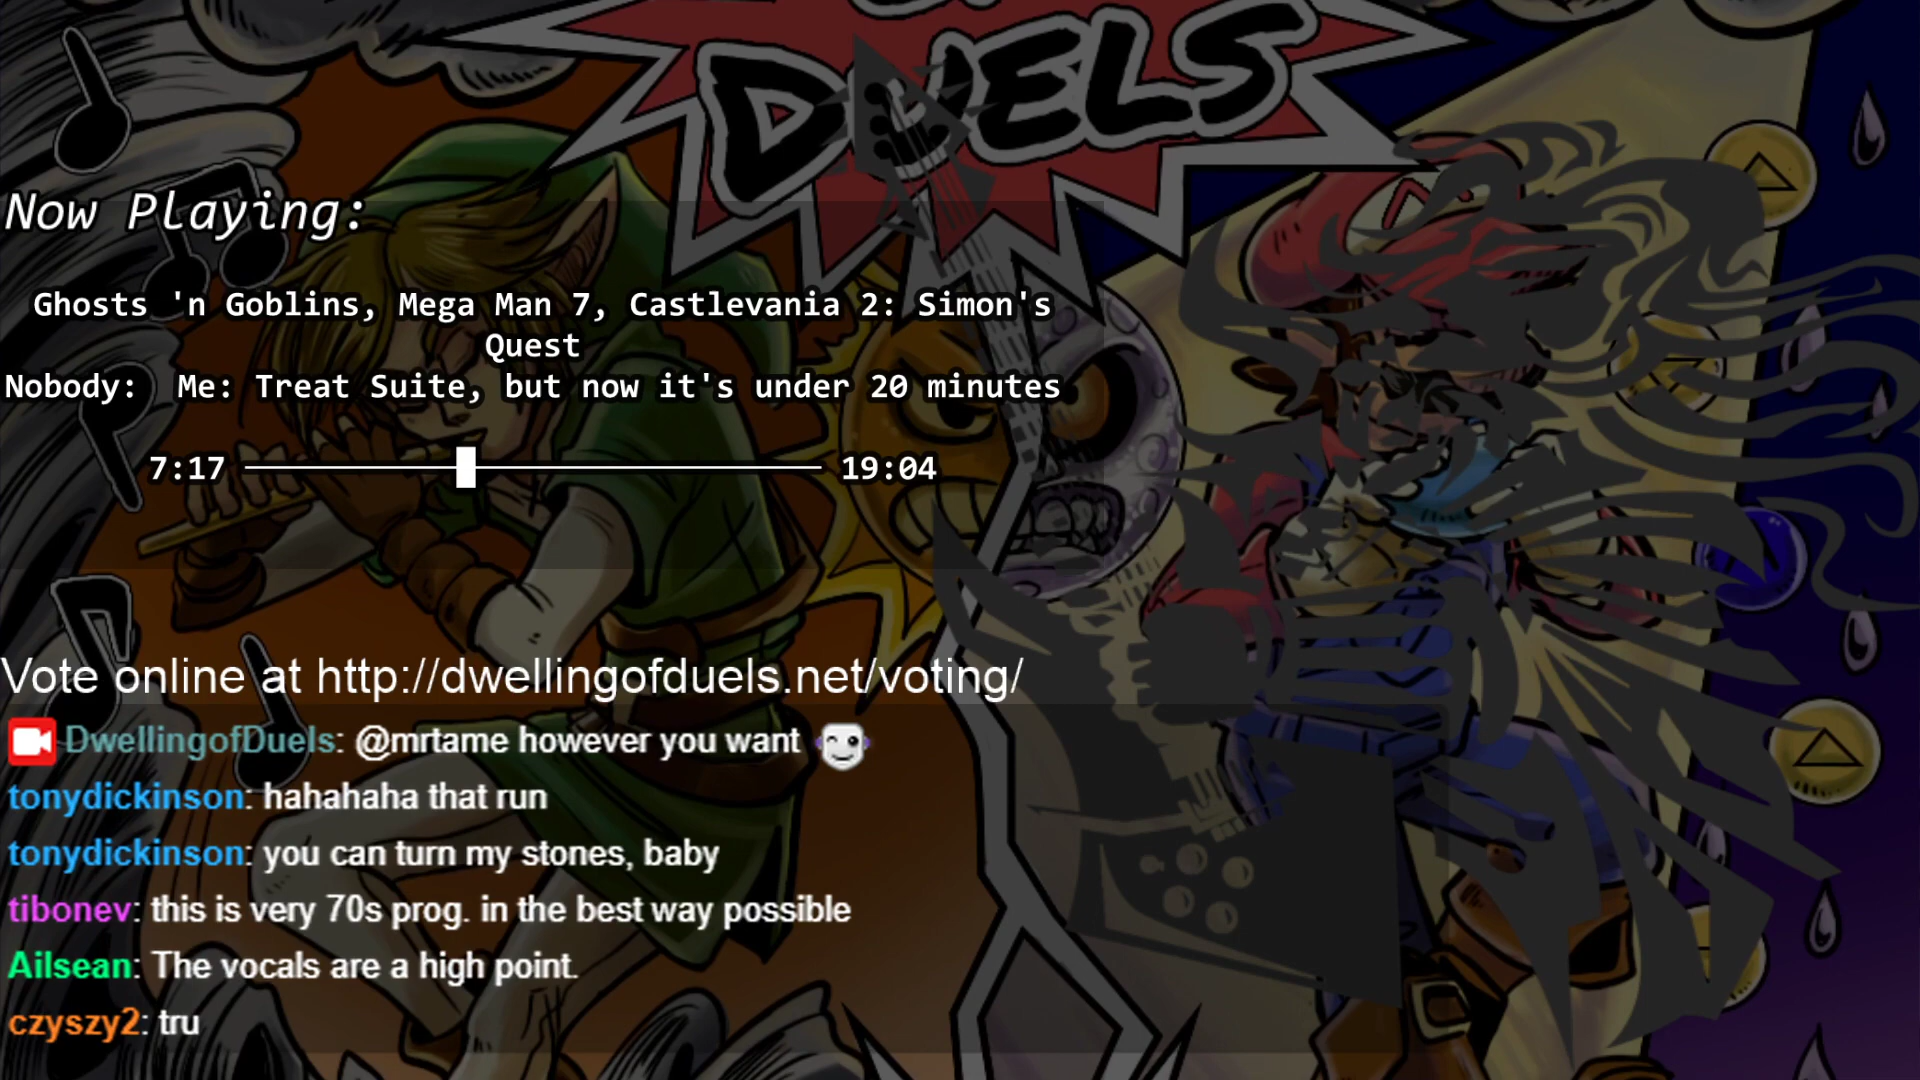 DUELS
Now Playing:
Ghosts 'n Goblins, Mega Man 7, Castlevania 2: Simon's
Quest
Nobody:  Me: Treat Suite, but now it's under 20 minutes
7:17 19:04
Vote online at http://dwellingofduels.net/voting/
DwellingofDuels: @mrtame however you want
tonydickinson: hahahaha that run
tonydickinson: you can turn my stones, baby
tibonev: this is very 70s prog. in the best way possible
Ailsean: The vocals are a high point.
czyszy2: tru